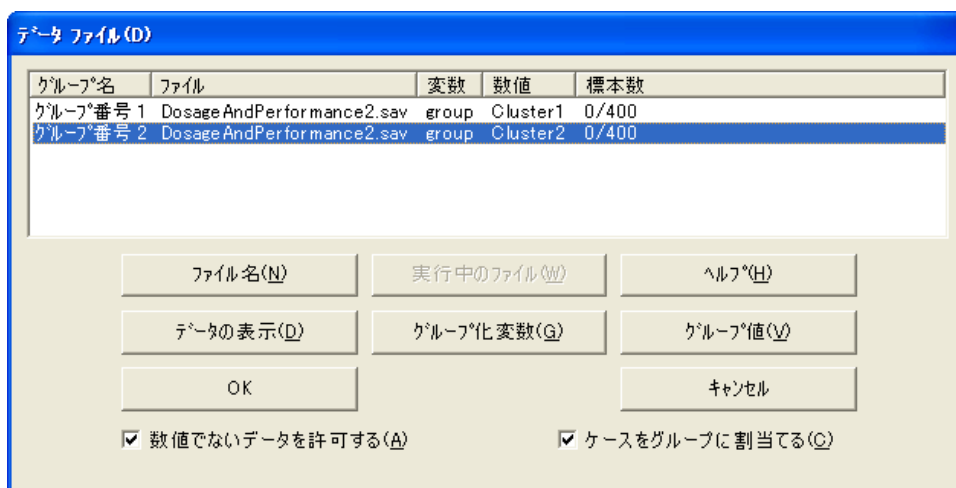 ﾃﾞｰﾀ ﾌｧｲﾙ(D)
ｸﾞﾙｰﾌﾟ名 ﾌｧｲﾙ 変数 数値 標本数
ｸﾞﾙｰﾌﾟ番号 1 DosageAndPerformance2.sav group Cluster1 0/400
ｸﾞﾙｰﾌﾟ番号 2 DosageAndPerformance2.sav group Cluster2 0/400
ﾌｧｲﾙ名(N) 実行中のﾌｧｲﾙ(W) ﾍﾙﾌﾟ(H)
ﾃﾞｰﾀの表示(D) ｸﾞﾙｰﾌﾟ化変数(G) ｸﾞﾙｰﾌﾟ値(V)
OK ｷｬﾝｾﾙ
数値でないデータを許可する(A) ケースをグループに割当てる(C)